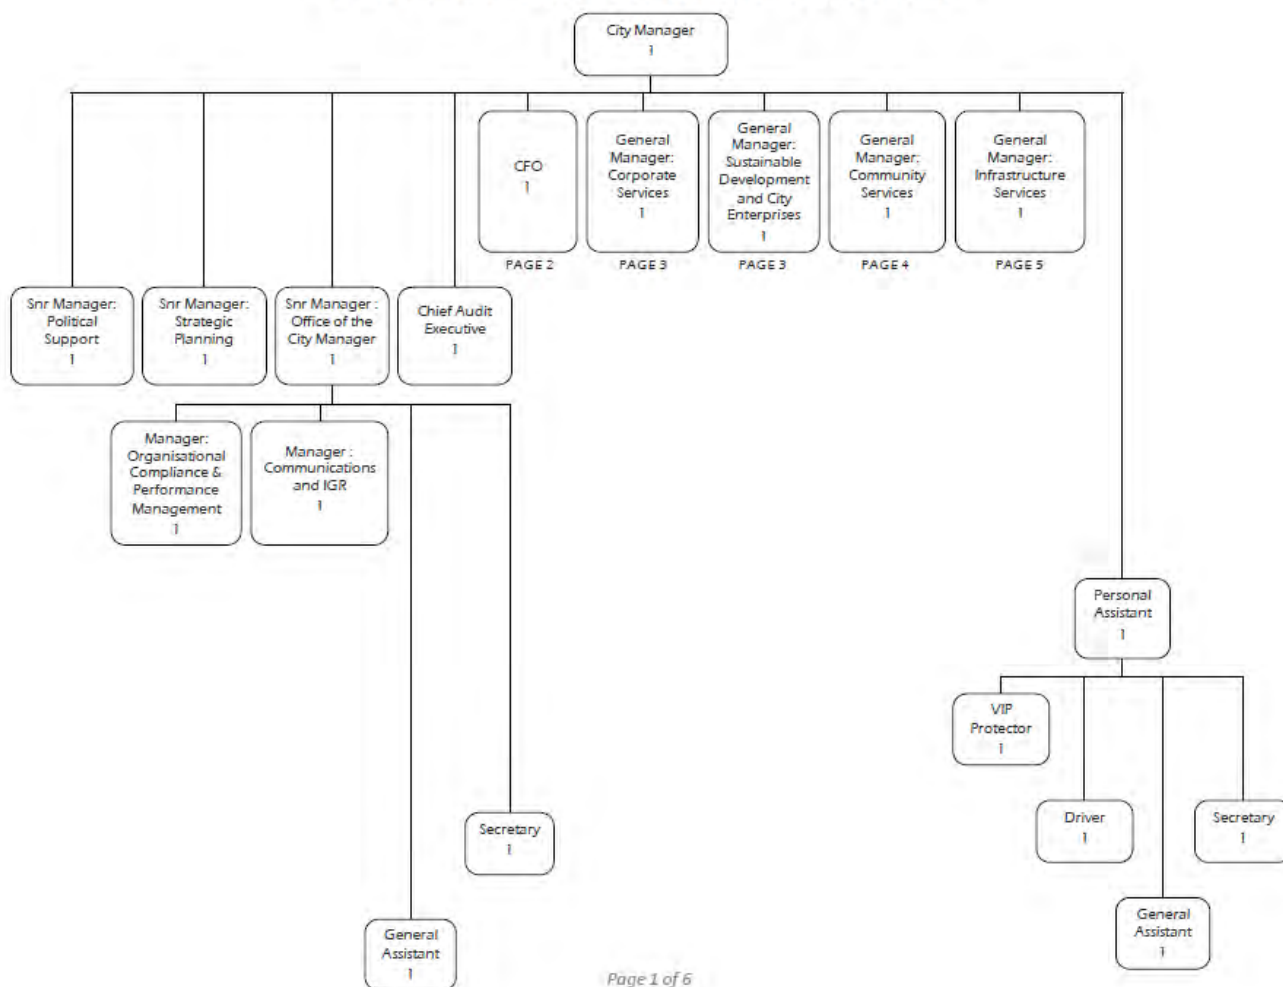 City Manager
1
CFO
1
General
Manager:
Corporate
Services
1
General
Manager:
Sustainable
Development
and City
Enterprises
1
General
Manager:
Community
Services
1
General
Manager:
Infrastructure
Services
1
PAGE 2
PAGE 3
PAGE 3
PAGE 4
PAGE 5
Snr Manager:
Political
Support
1
Snr Manager:
Strategic
Planning
1
Snr Manager :
Office of the
City Manager
1
Chief Audit
Executive
1
Manager:
Organisational
Compliance &
Performance
Management
1
Manager :
Communications
and IGR
1
Personal
Assistant
1
VIP
Protector
1
Driver
1
Secretary
1
Secretary
1
General
Assistant
1
General
Assistant
1
Page 1 of 6